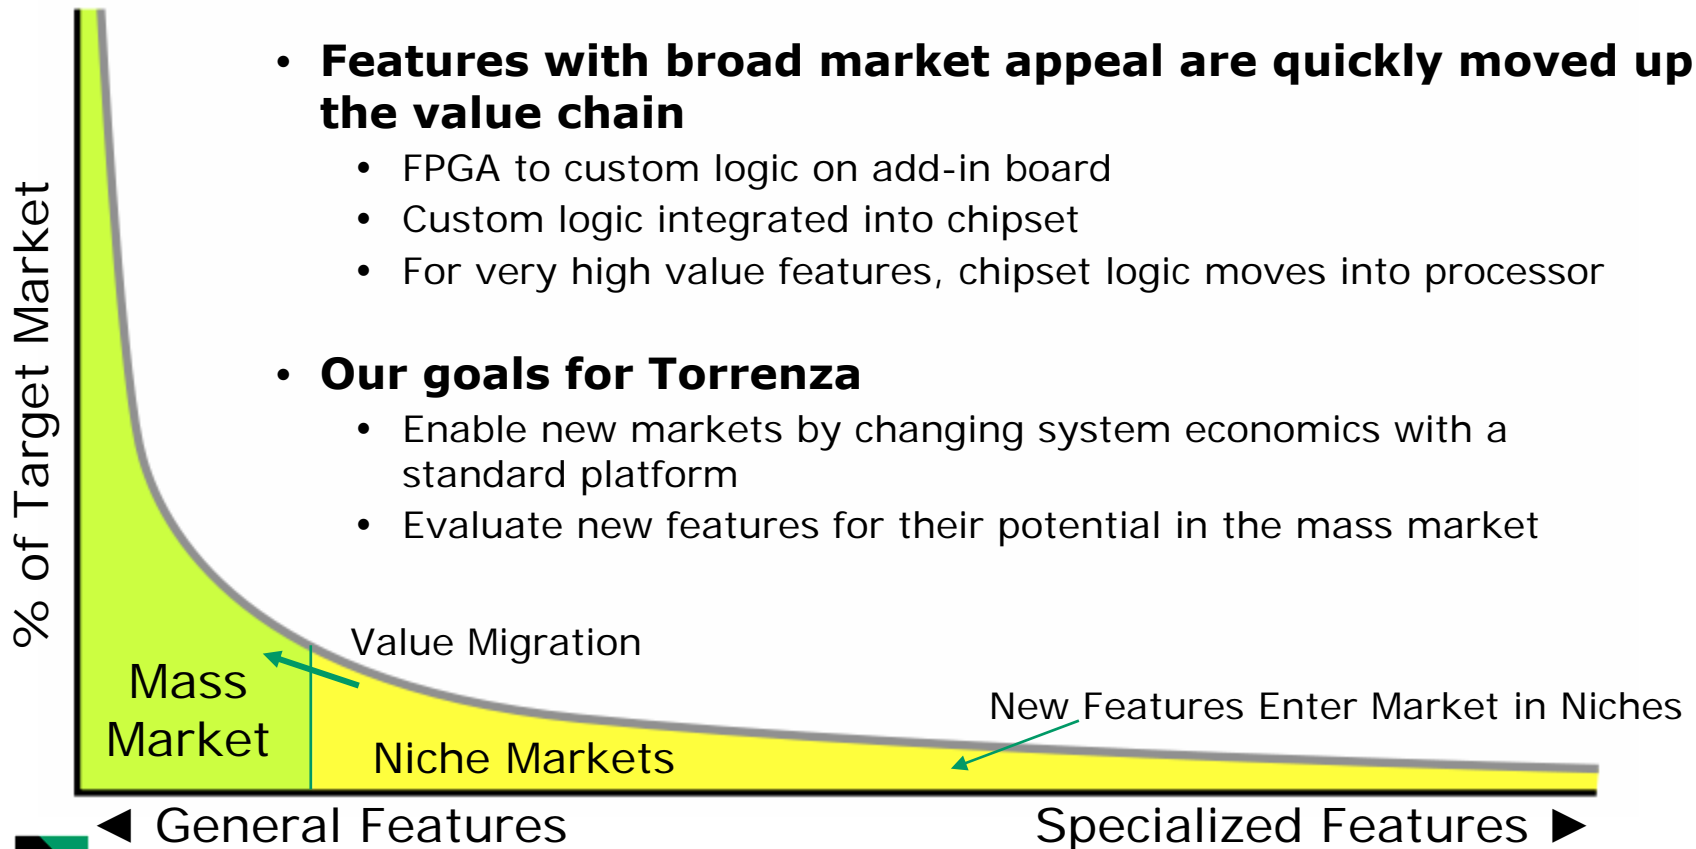 • Features with broad market appeal are quickly moved up
the value chain
• FPGA to custom logic on add-in board
• Custom logic integrated into chipset
• For very high value features, chipset logic moves into processor
• Our goals for Torrenza
• Enable new markets by changing system economics with a
standard platform
• Evaluate new features for their potential in the mass market
% of Target Market
Value Migration
Mass
Market
New Features Enter Market in Niches
Niche Markets
◄ General Features
Specialized Features ►